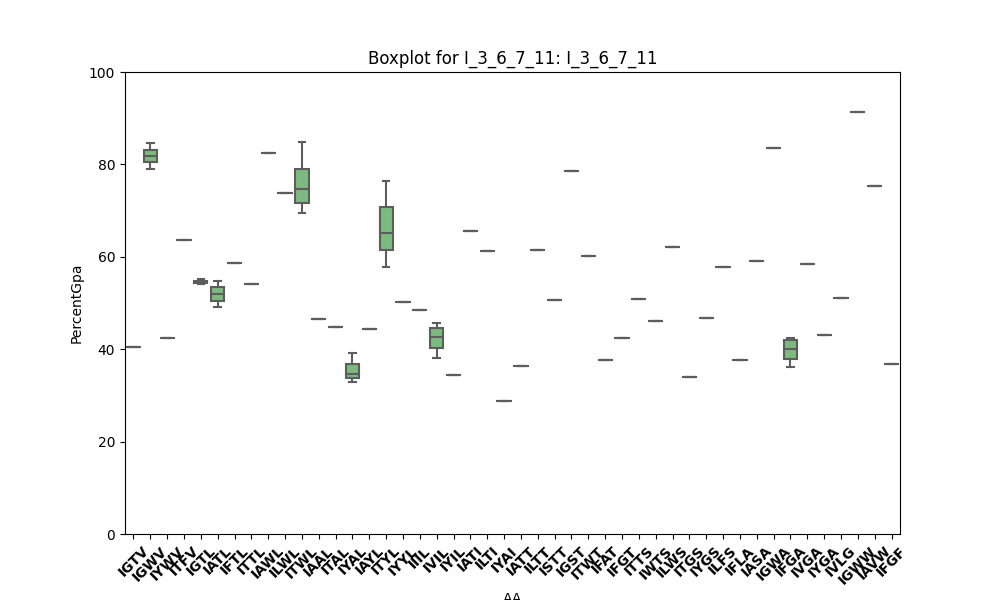 Boxplot for I_3_6_7_11: I_3_6_7_11
PercentGpa
100
80
60
40
20
0
IGTV
IGWV
IYWV
ITFV
IGTL
IATL
IFTL
ITTL
IAWL
ILWL
ITWL
IAAL
ITAL
IYAL
IAYL
ITYL
IYYL
IIIL
IVIL
IYIL
IATI
ILTI
IYAI
IATT
ILTT
ISTT
IGST
ITWT
IFAT
IFGT
ITTS
IWTS
ILWS
ITGS
IYGS
ILFS
IFLA
IASA
IGWA
IFGA
IVGA
IYGA
IVLG
IGWW
IAVW
IFGF
AA